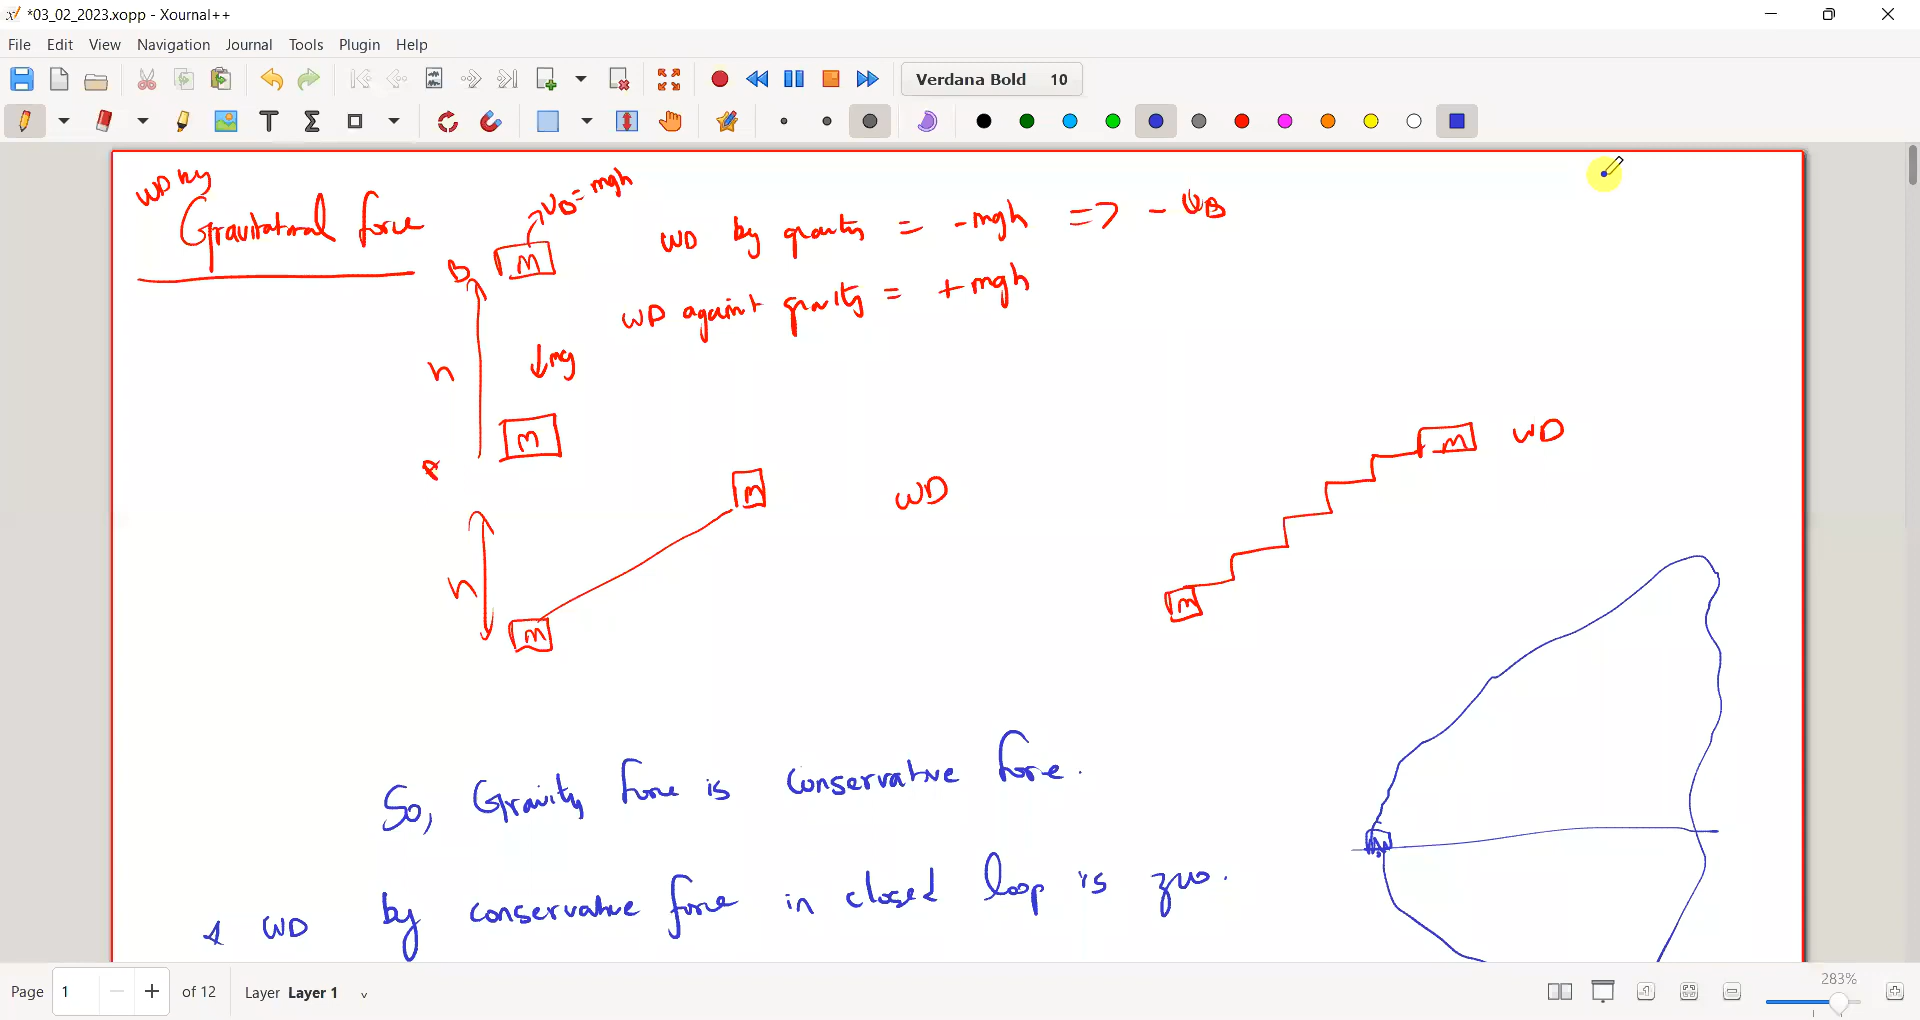 *03_02_2023.xopp - Xournal++
File Edit View Navigation Journal Tools Plugin Help
Verdana Bold 10
WD by
Gravitational force
UB = mgh
WD by gravity = -mgh => - UB
B
m
WD against gravity = +mgh
h
↓mg
m
A
m
WD
m
WD
h
m
m
So, Gravity force is conservative force.
& WD by conservative force in closed loop is zero.
Page 1 of 12 Layer Layer 1
283%